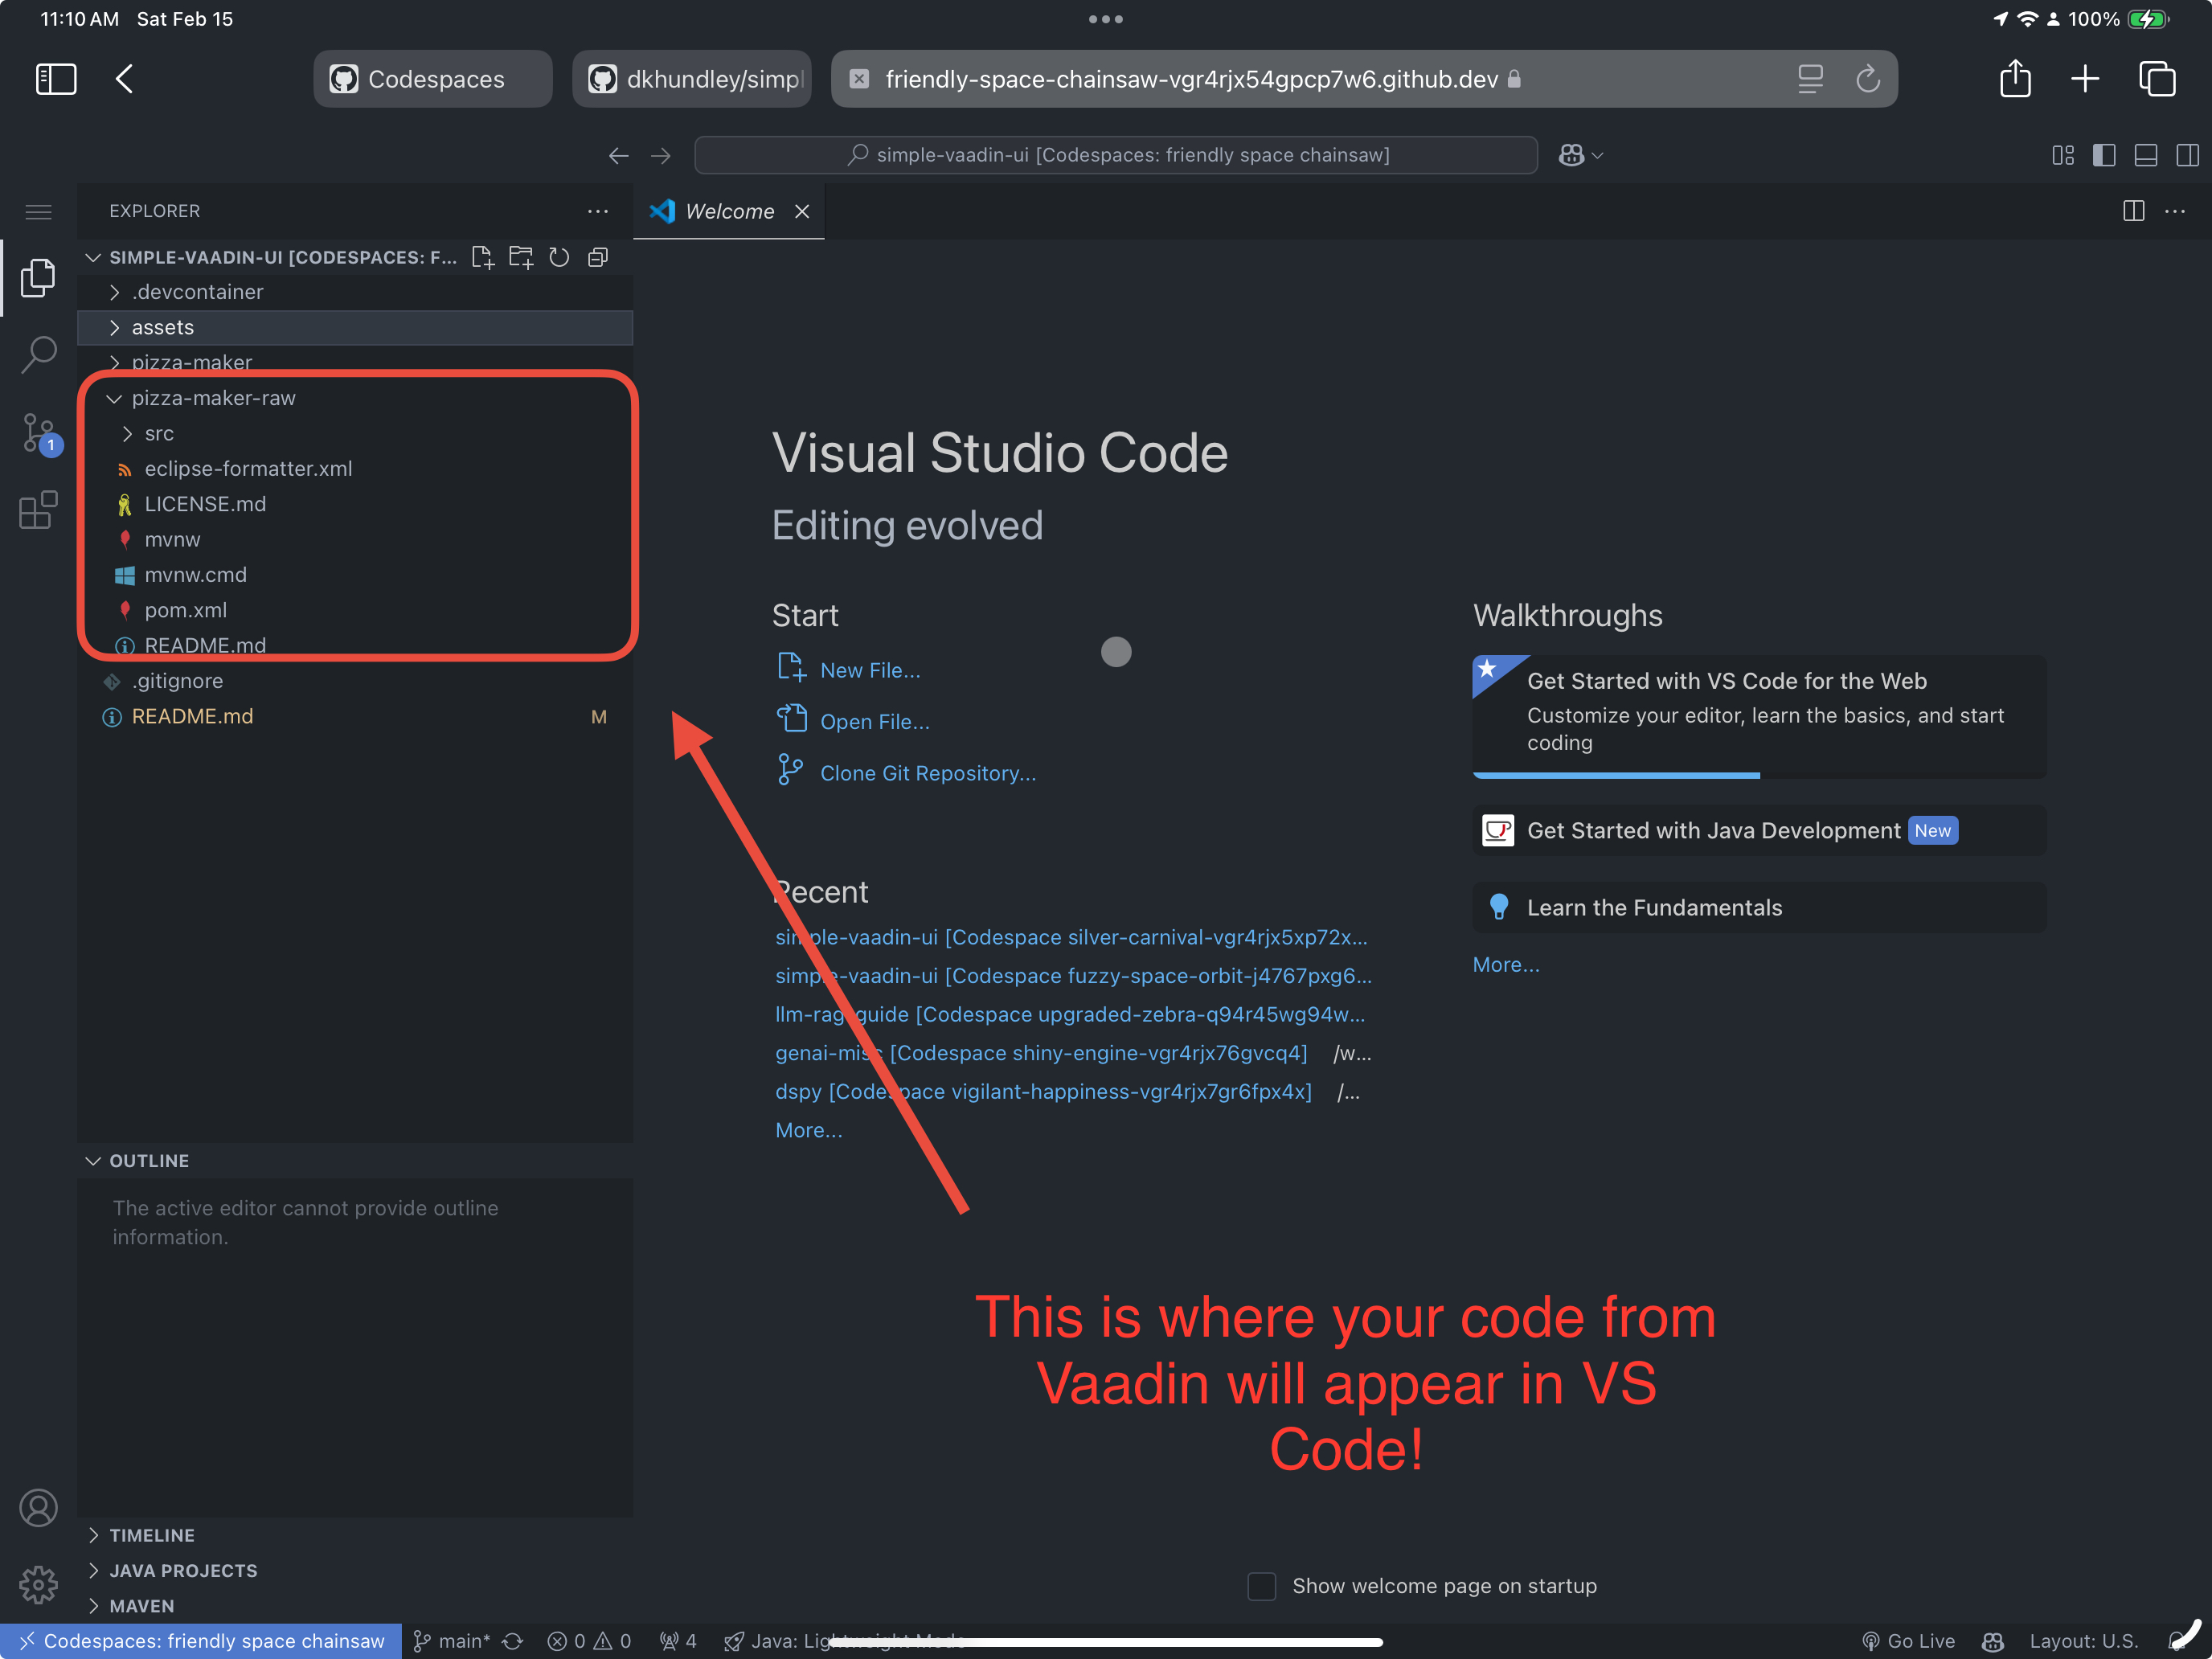 11:10 AM Sat Feb 15
100%
Codespaces
dkhundley/simpl
friendly-space-chainsaw-vgr4rjx54gpcp7w6.github.dev
simple-vaadin-ui [Codespaces: friendly space chainsaw]
EXPLORER
Welcome
SIMPLE-VAADIN-UI [CODESPACES: F...
.devcontainer
assets
pizza-maker
pizza-maker-raw
src
eclipse-formatter.xml
LICENSE.md
mvnw
mvnw.cmd
pom.xml
README.md
.gitignore
README.md M
1
Visual Studio Code
Editing evolved
Start
New File...
Open File...
Clone Git Repository...
Recent
simple-vaadin-ui [Codespace silver-carnival-vgr4rjx5xp72x...
simple-vaadin-ui [Codespace fuzzy-space-orbit-j4767pxg6...
llm-rag-guide [Codespace upgraded-zebra-q94r45wg94w...
genai-misc [Codespace shiny-engine-vgr4rjx76gvcq4] /w...
dspy [Codespace vigilant-happiness-vgr4rjx7gr6fpx4x] /...
More...
Walkthroughs
Get Started with VS Code for the Web
Customize your editor, learn the basics, and start
coding
Get Started with Java Development New
Learn the Fundamentals
More...
OUTLINE
The active editor cannot provide outline
information.
This is where your code from
Vaadin will appear in VS
Code!
TIMELINE
JAVA PROJECTS
MAVEN
Show welcome page on startup
Codespaces: friendly space chainsaw main* 0 0 4 Java: Lightweight Mode
Go Live Layout: U.S.